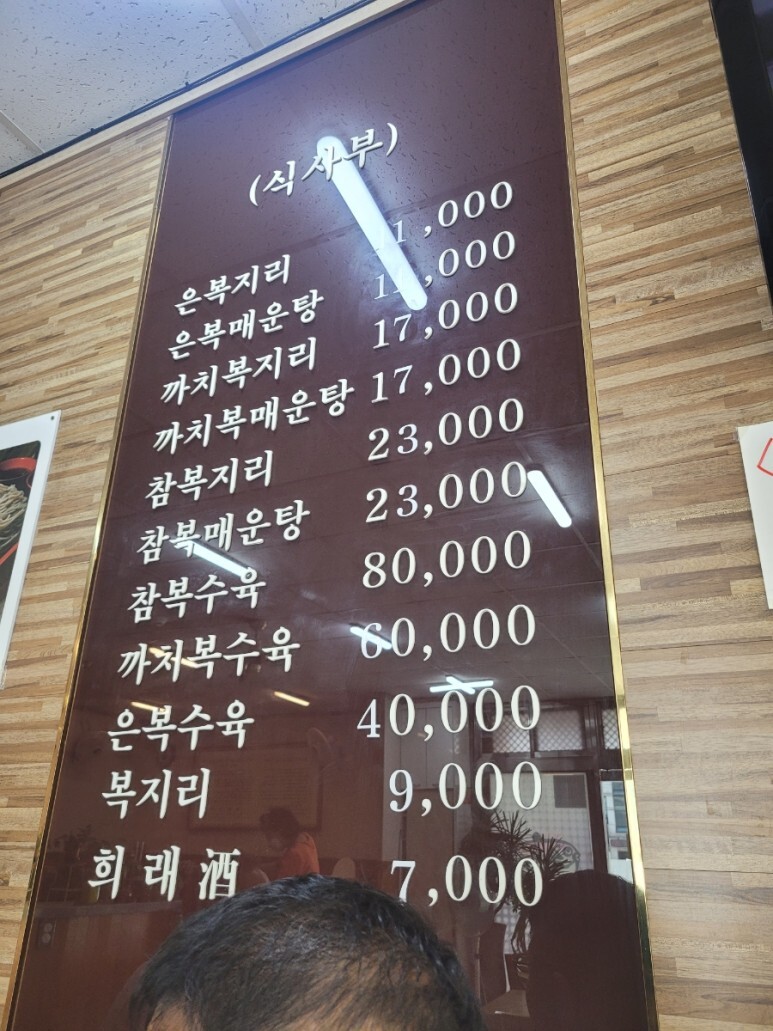 (식사부)
은복지리 11,000
은복매운탕
까치복지리 17,000
까치복매운탕 17,000
참복지리 23,000
참복매운탕 23,000
참복수육 80,000
까치복수육 60,000
은복수육 40,000
복지리 9,000
희래酒 7,000